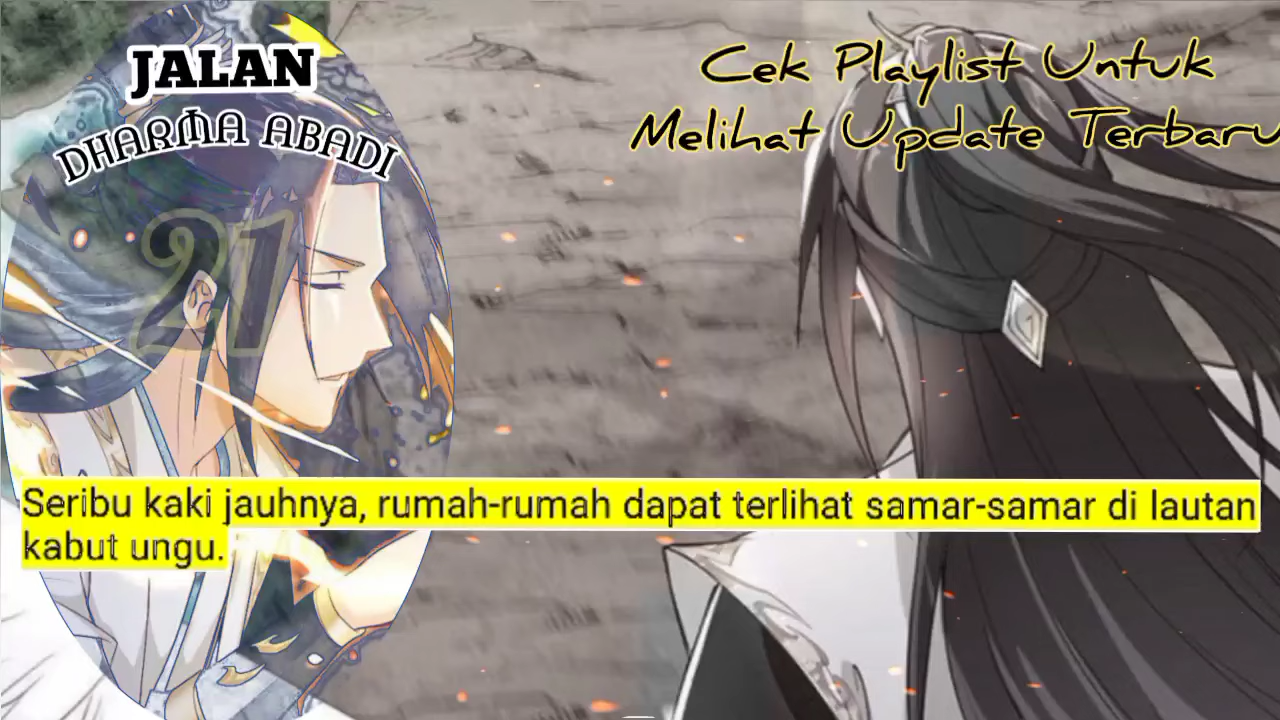 JALAN
DHARMA ABADI
21
Cek Playlist Untuk
Melihat Update Terbaru
Seribu kaki jauhnya, rumah-rumah dapat terlihat samar-samar di lautan
kabut ungu.